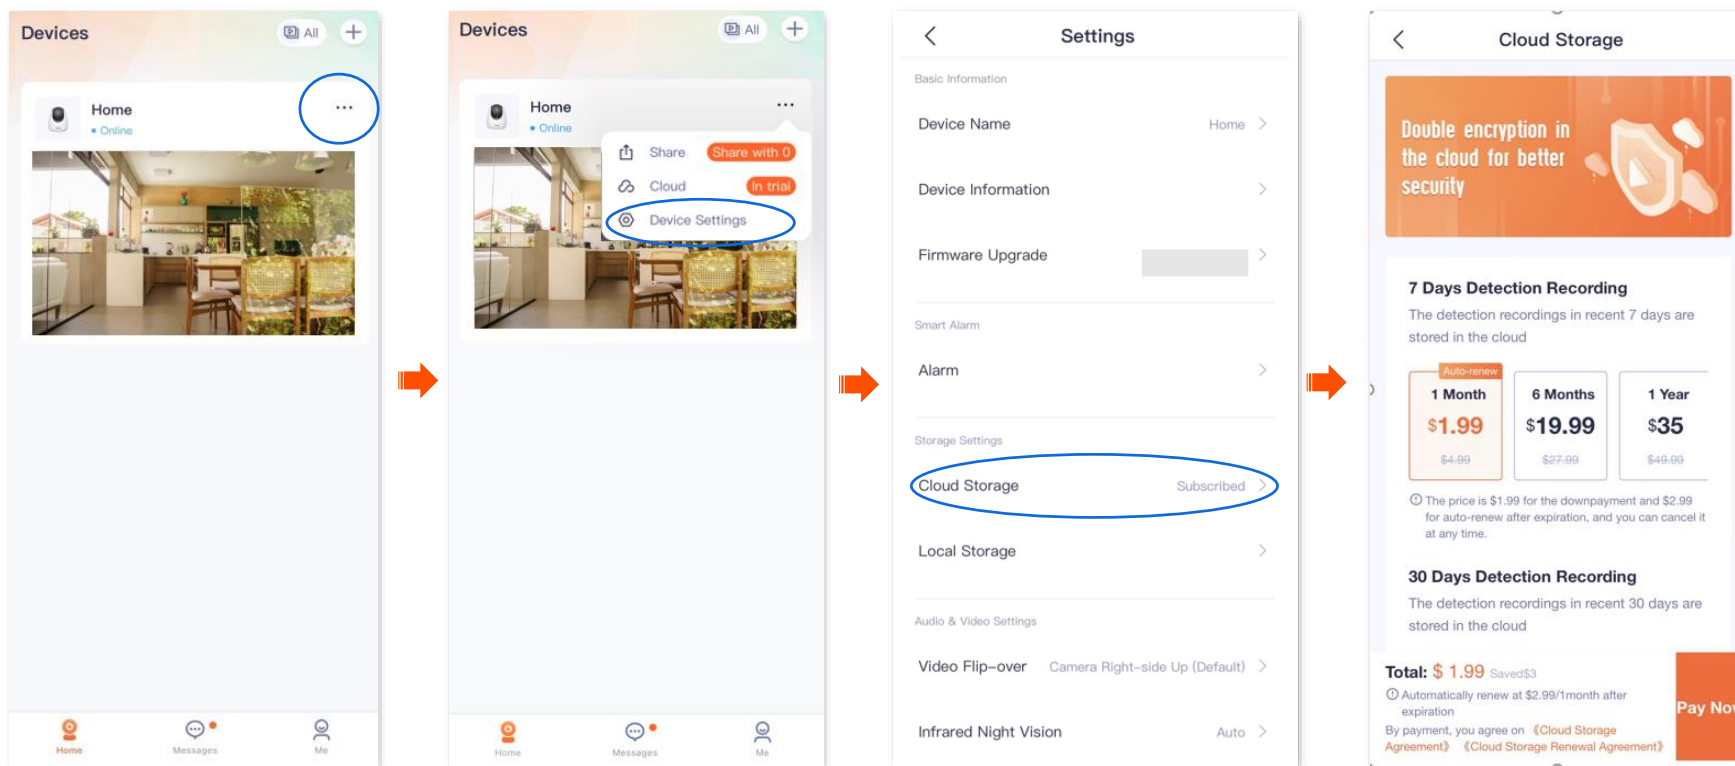 Devices
All
Home
Online
Home
Messages
Me
Devices
All
Home
Online
Share Share with 0
Cloud In trial
Device Settings
Home
Messages
Me
Settings
Basic Information
Device Name Home
Device Information
Firmware Upgrade
Smart Alarm
Alarm
Storage Settings
Cloud Storage Subscribed
Local Storage
Audio & Video Settings
Video Flip-over Camera Right-side Up (Default)
Infrared Night Vision Auto
Cloud Storage
Double encryption in
the cloud for better
security
7 Days Detection Recording
The detection recordings in recent 7 days are
stored in the cloud
Auto-renew
1 Month 6 Months 1 Year
$1.99 $19.99 $35
$4.99 $27.99 $49.99
The price is $1.99 for the downpayment and $2.99
for auto-renew after expiration, and you can cancel it
at any time.
30 Days Detection Recording
The detection recordings in recent 30 days are
stored in the cloud
Total: $ 1.99 Saved$3
Automatically renew at $2.99/1month after
expiration
Pay Now
By payment, you agree on 《Cloud Storage
Agreement》 《Cloud Storage Renewal Agreement》